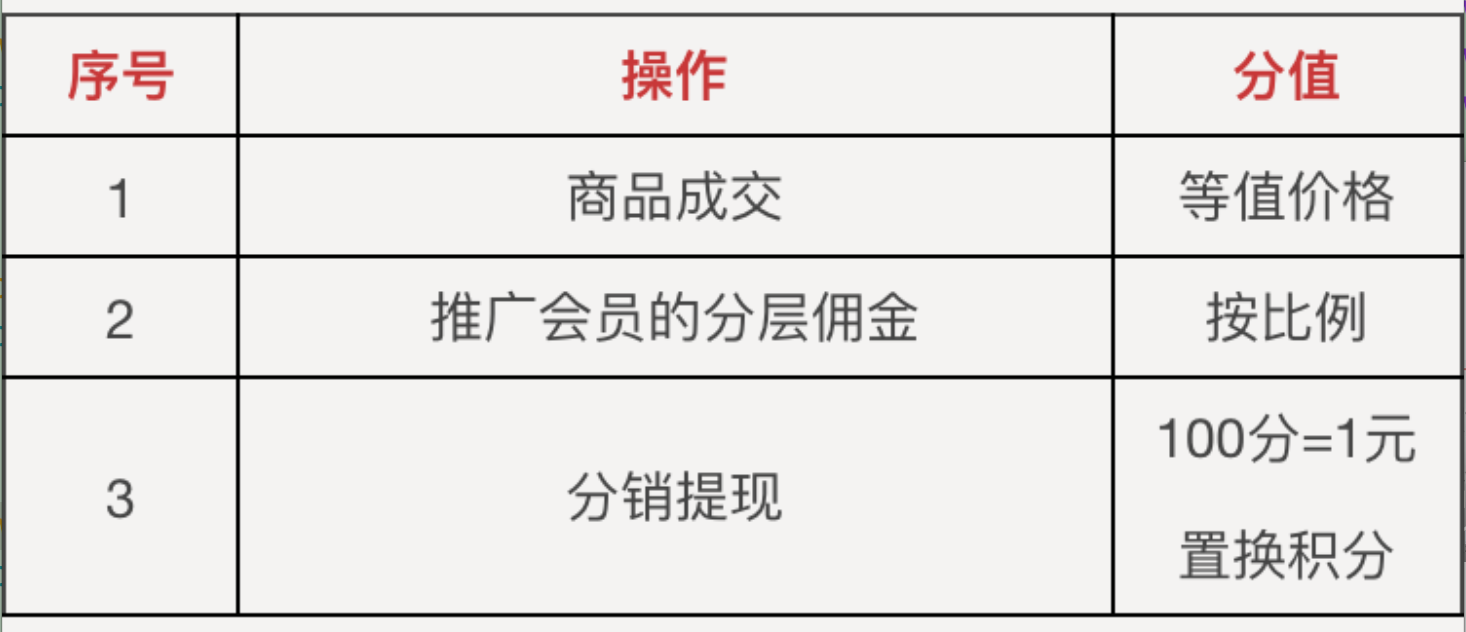 序号 操作 分值
1 商品成交 等值价格
2 推广会员的分层佣金 按比例
3 分销提现 100分=1元
置换积分